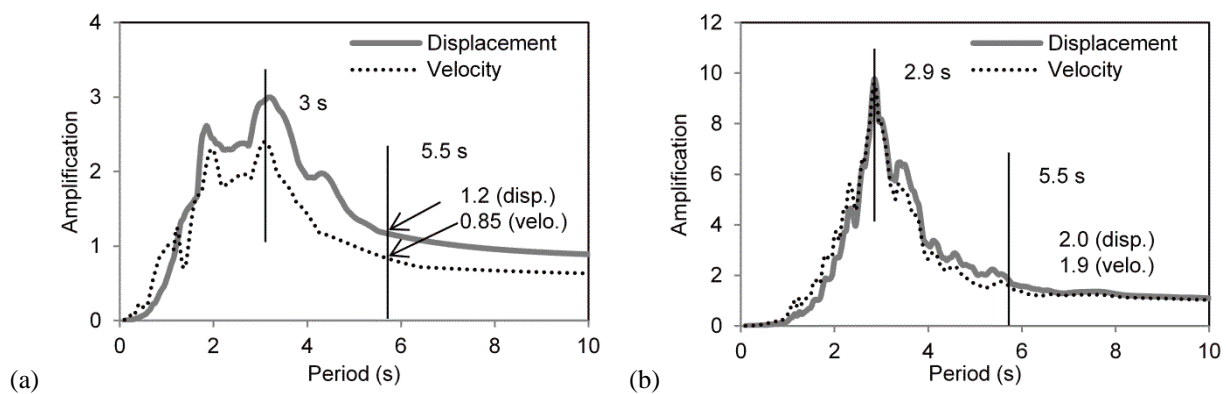 4
3
2
1
0
Amplification
Displacement
Velocity
3 s
5.5 s
1.2 (disp.)
0.85 (velo.)
0 2 4 6 8 10
Period (s)
(a)
12
10
8
6
4
2
0
Amplification
Displacement
Velocity
2.9 s
5.5 s
2.0 (disp.)
1.9 (velo.)
0 2 4 6 8 10
Period (s)
(b)